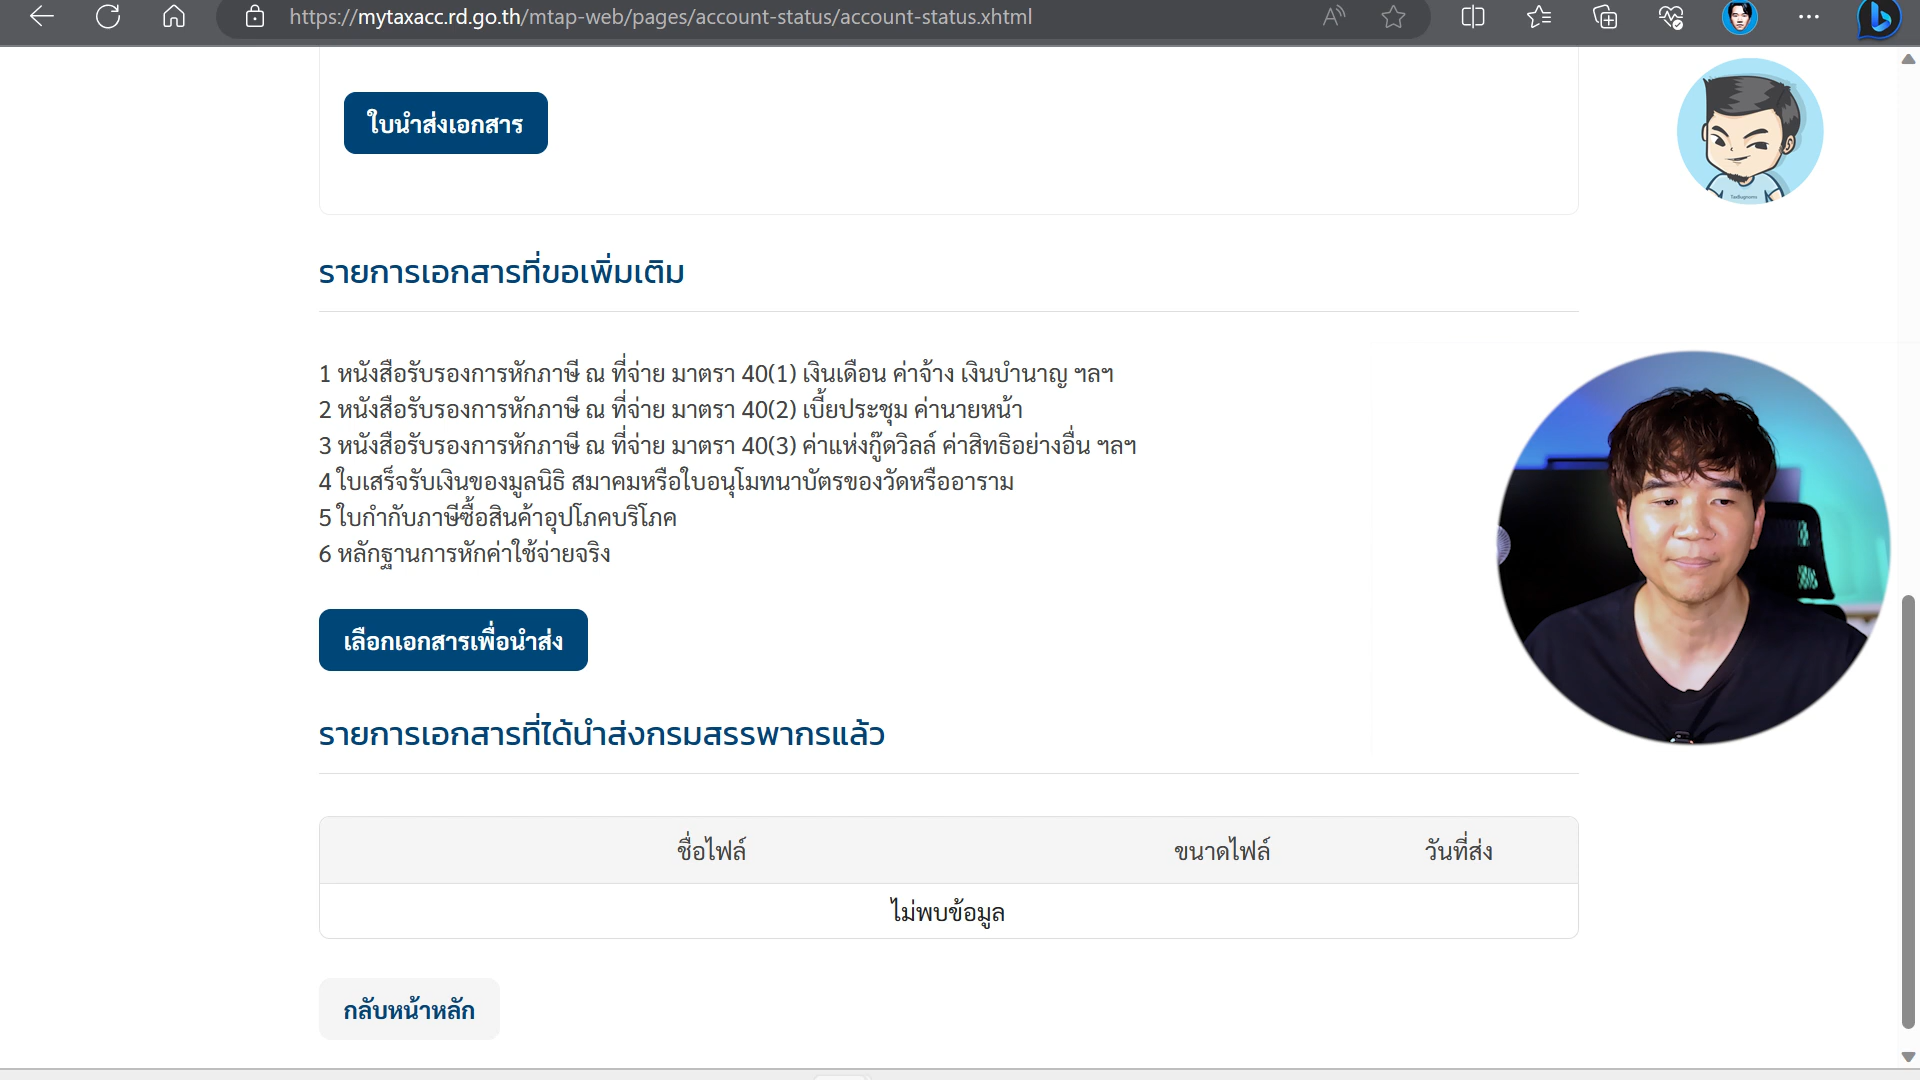 https://mytaxacc.rd.go.th/mtap-web/pages/account-status/account-status.xhtml
ใบนำส่งเอกสาร
รายการเอกสารที่ขอเพิ่มเติม
1 หนังสือรับรองการหักภาษี ณ ที่จ่าย มาตรา 40(1) เงินเดือน ค่าจ้าง เงินบำนาญ ฯลฯ
2 หนังสือรับรองการหักภาษี ณ ที่จ่าย มาตรา 40(2) เบี้ยประชุม ค่านายหน้า
3 หนังสือรับรองการหักภาษี ณ ที่จ่าย มาตรา 40(3) ค่าแห่งกู๊ดวิลล์ ค่าสิทธิอย่างอื่น ฯลฯ
4 ใบเสร็จรับเงินของมูลนิธิ สมาคมหรือใบอนุโมทนาบัตรของวัดหรืออาราม
5 ใบกำกับภาษีซื้อสินค้าอุปโภคบริโภค
6 หลักฐานการหักค่าใช้จ่ายจริง
เลือกเอกสารเพื่อนำส่ง
รายการเอกสารที่ได้นำส่งกรมสรรพากรแล้ว
ชื่อไฟล์ ขนาดไฟล์ วันที่ส่ง
ไม่พบข้อมูล
กลับหน้าหลัก